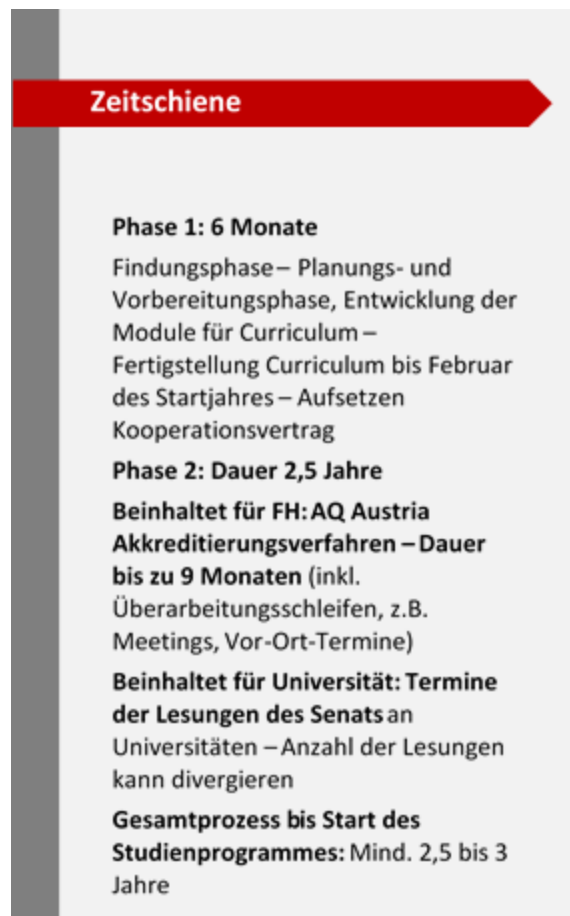 Zeitschiene
Phase 1: 6 Monate
Findungsphase – Planungs- und
Vorbereitungsphase, Entwicklung der
Module für Curriculum –
Fertigstellung Curriculum bis Februar
des Startjahres – Aufsetzen
Kooperationsvertrag
Phase 2: Dauer 2,5 Jahre
Beinhaltet für FH: AQ Austria
Akkreditierungsverfahren – Dauer
bis zu 9 Monaten (inkl.
Überarbeitungsschleifen, z.B.
Meetings, Vor-Ort-Termine)
Beinhaltet für Universität: Termine
der Lesungen des Senats an
Universitäten – Anzahl der Lesungen
kann divergieren
Gesamtprozess bis Start des
Studienprogrammes: Mind. 2,5 bis 3
Jahre